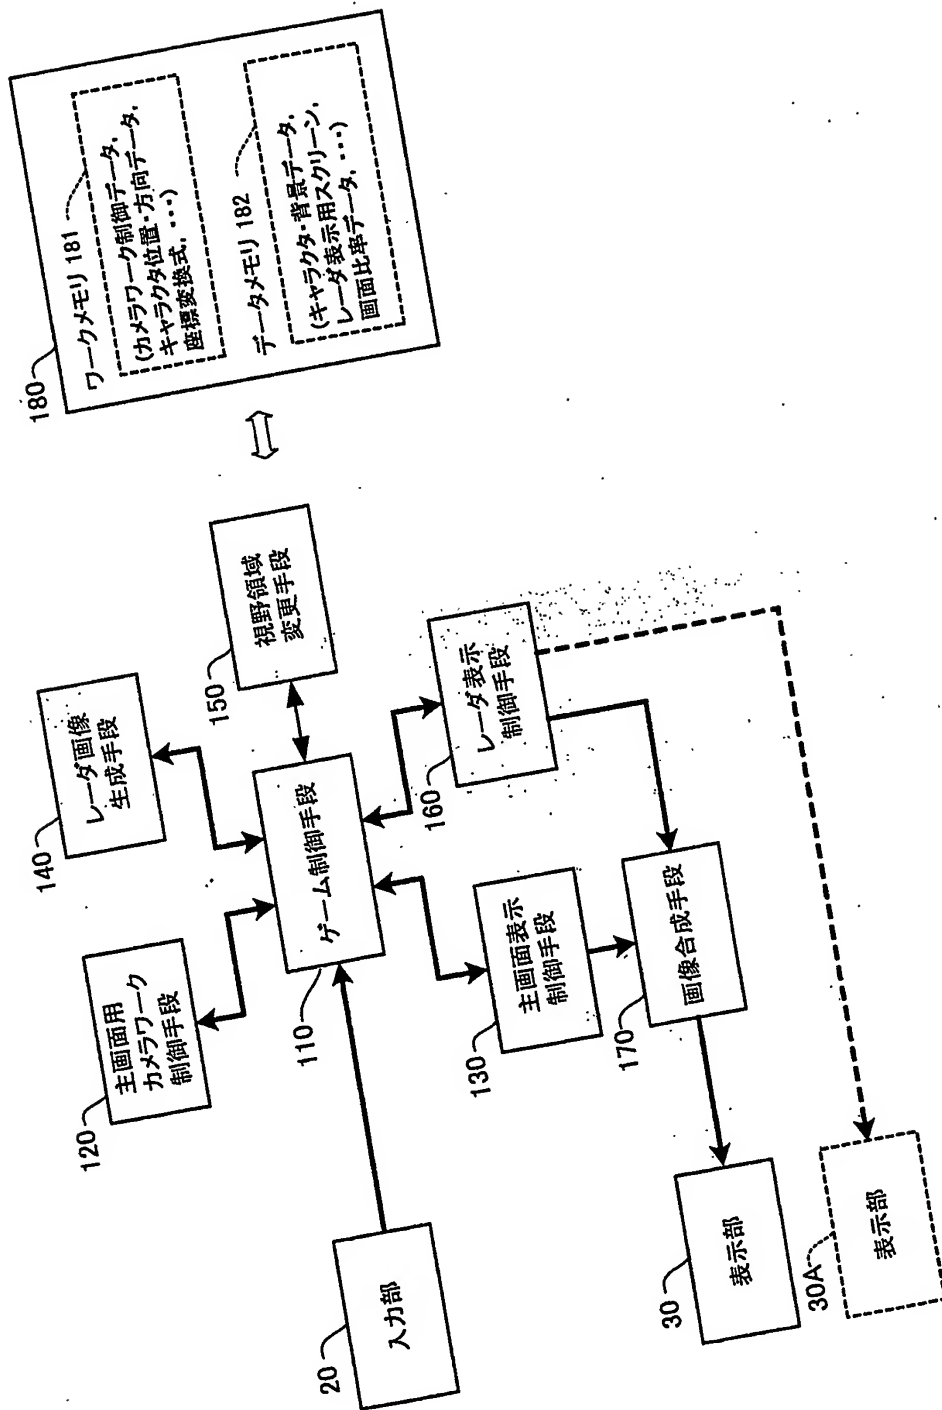 20
入力部
120
主画面用
カメラワーク
制御手段
140
レーダ画像
生成手段
110
ゲーム制御手段
150
視野領域
変更手段
130
主画面表示
制御手段
160
レーダ表示
制御手段
170
画像合成手段
30
表示部
30A
表示部
180
ワークメモリ 181
(カメラワーク制御データ,
キャラクタ位置・方向データ,
座標変換式, ・・・)
データメモリ 182
(キャラクタ・背景データ,
レーダ表示用スクリーン,
画面比率データ, ・・・)